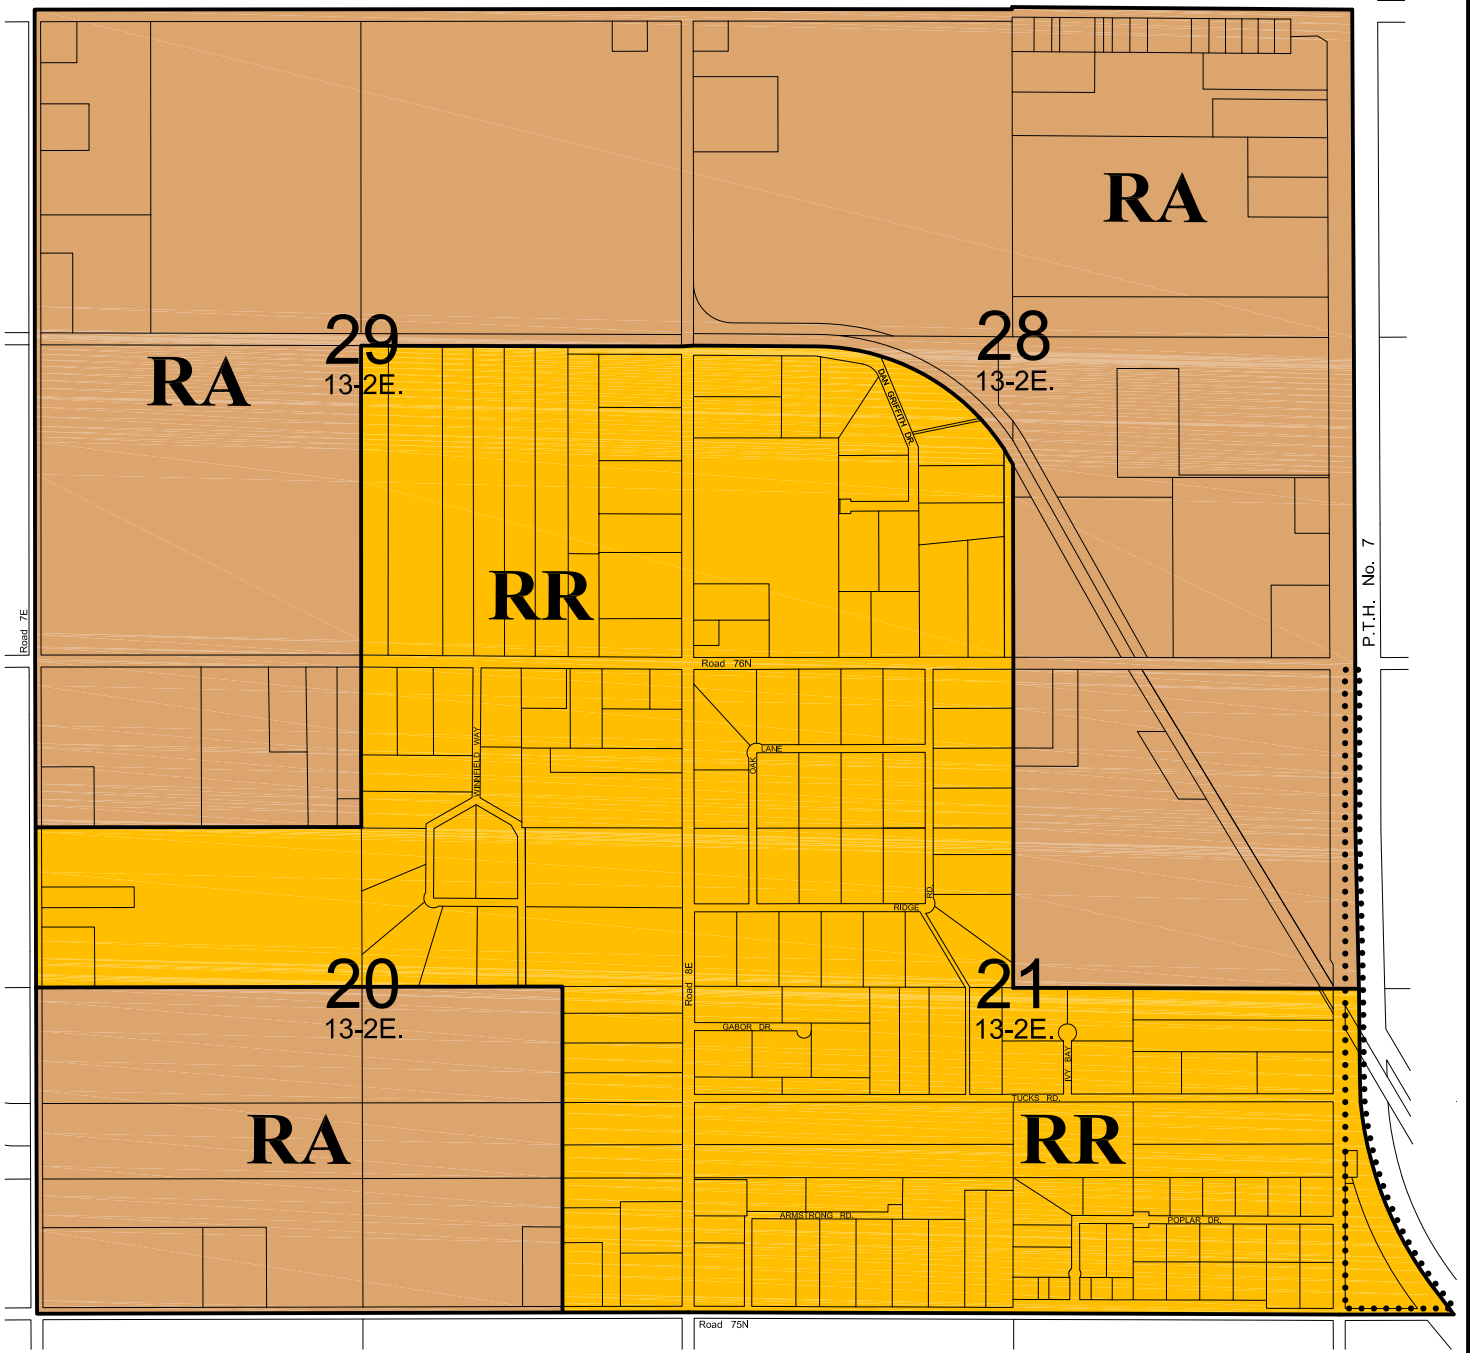 RA
29
13-2E.
28
13-2E.
RA
DAN GRIFFITH DR.
P.T.H. No. 7
RR
Road 7E
Road 76N
WINNFIELD WAY
OAK
LANE
RIDGE
RD.
20
13-2E.
Road 8E
21
13-2E.
GABOR DR.
IVY BAY
TUCKS RD.
RA
RR
ARMSTRONG RD.
POPLAR DR.
Road 75N